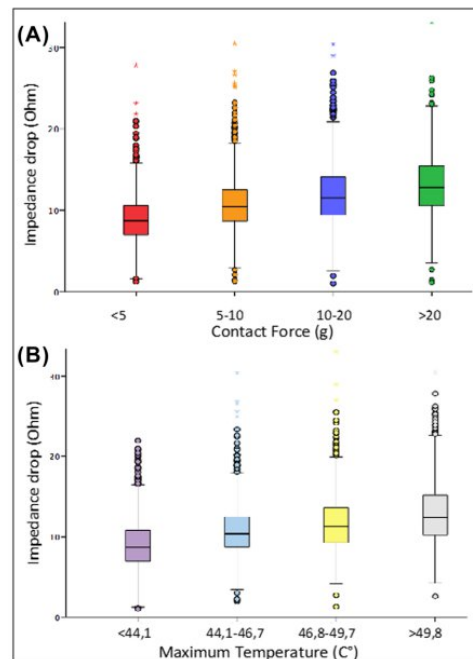 (A)
Impedance drop (Ohm)
30
20
10
0
<5 5-10 10-20 >20
Contact Force (g)
(B)
Impedance drop (Ohm)
30
20
10
0
<44,1 44,1-46,7 46,8-49,7 >49,8
Maximum Temperature (C°)